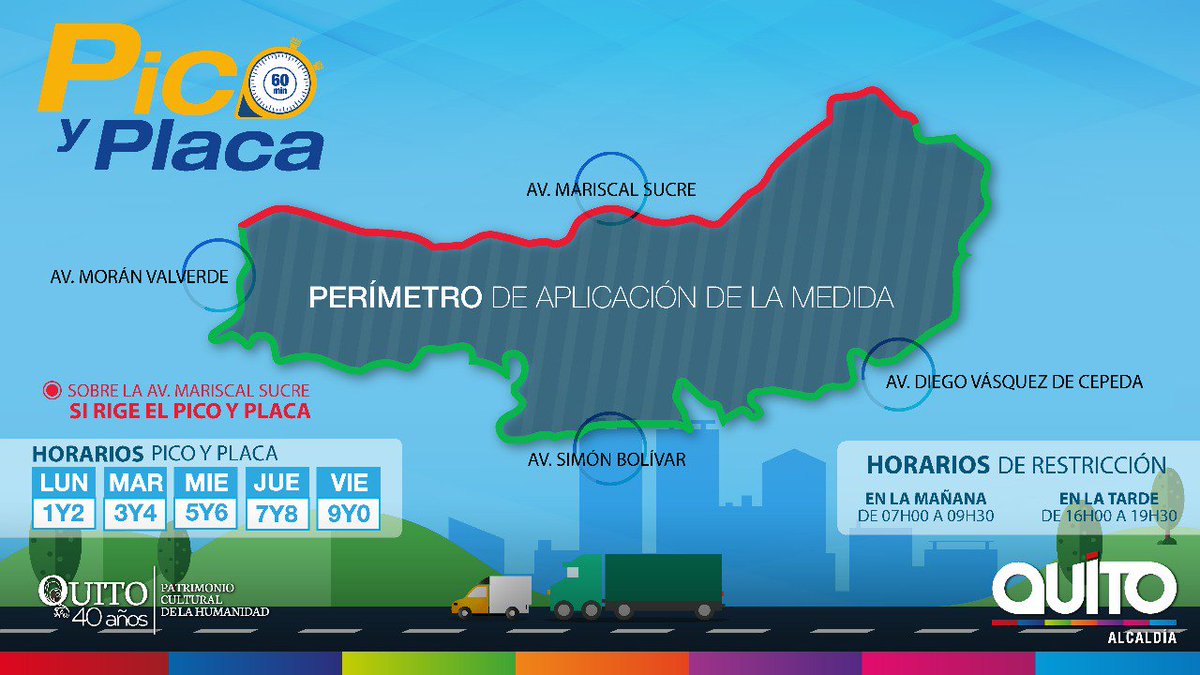 Pico
60
min
y Placa
AV. MARISCAL SUCRE
AV. MORÁN VALVERDE
PERÍMETRO DE APLICACIÓN DE LA MEDIDA
AV. DIEGO VÁSQUEZ DE CEPEDA
SOBRE LA AV. MARISCAL SUCRE
SI RIGE EL PICO Y PLACA
AV. SIMÓN BOLÍVAR
HORARIOS PICO Y PLACA
LUN MAR MIE JUE VIE
1Y2 3Y4 5Y6 7Y8 9Y0
HORARIOS DE RESTRICCIÓN
EN LA MAÑANA
DE 07H00 A 09H30
EN LA TARDE
DE 16H00 A 19H30
QUITO
40 años
PATRIMONIO
CULTURAL
DE LA HUMANIDAD
QUITO
ALCALDÍA